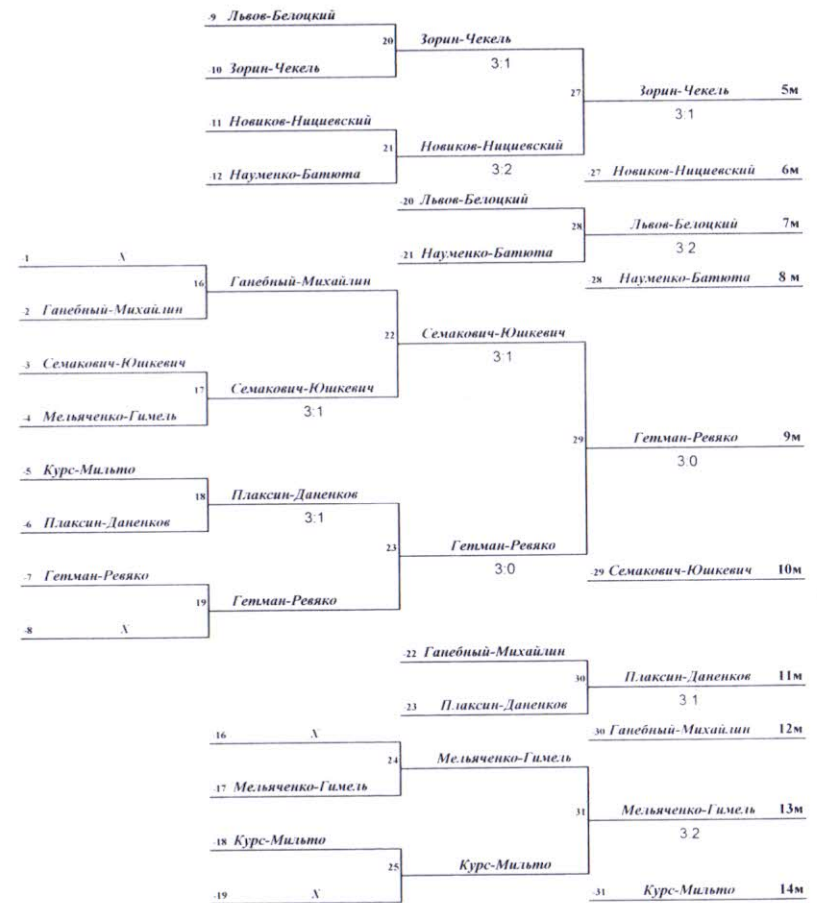 -9 Львов-Белоцкий
20 Зорин-Чекель
3:1
-10 Зорин-Чекель
27 Зорин-Чекель 5м
3:1
-11 Новиков-Нициевский
21 Новиков-Нициевский
3:2
-12 Науменко-Батюта
-27 Новиков-Нициевский 6м
-20 Львов-Белоцкий
28 Львов-Белоцкий 7м
3:2
-21 Науменко-Батюта
-28 Науменко-Батюта 8 м
-1 X
16 Ганебный-Михайлин
-2 Ганебный-Михайлин
22 Семакович-Юшкевич
3:1
-3 Семакович-Юшкевич
17 Семакович-Юшкевич
3:1
-4 Мельяченко-Гимель
29 Гетман-Ревяко 9м
3:0
-5 Курс-Мильто
18 Плаксин-Даненков
3:1
-6 Плаксин-Даненков
23 Гетман-Ревяко
3:0
-7 Гетман-Ревяко
19 Гетман-Ревяко
-8 X
-29 Семакович-Юшкевич 10м
-22 Ганебный-Михайлин
30 Плаксин-Даненков 11м
3:1
-23 Плаксин-Даненков
-30 Ганебный-Михайлин 12м
-16 X
24 Мельяченко-Гимель
-17 Мельяченко-Гимель
31 Мельяченко-Гимель 13м
3:2
-18 Курс-Мильто
25 Курс-Мильто
-19 X
-31 Курс-Мильто 14м